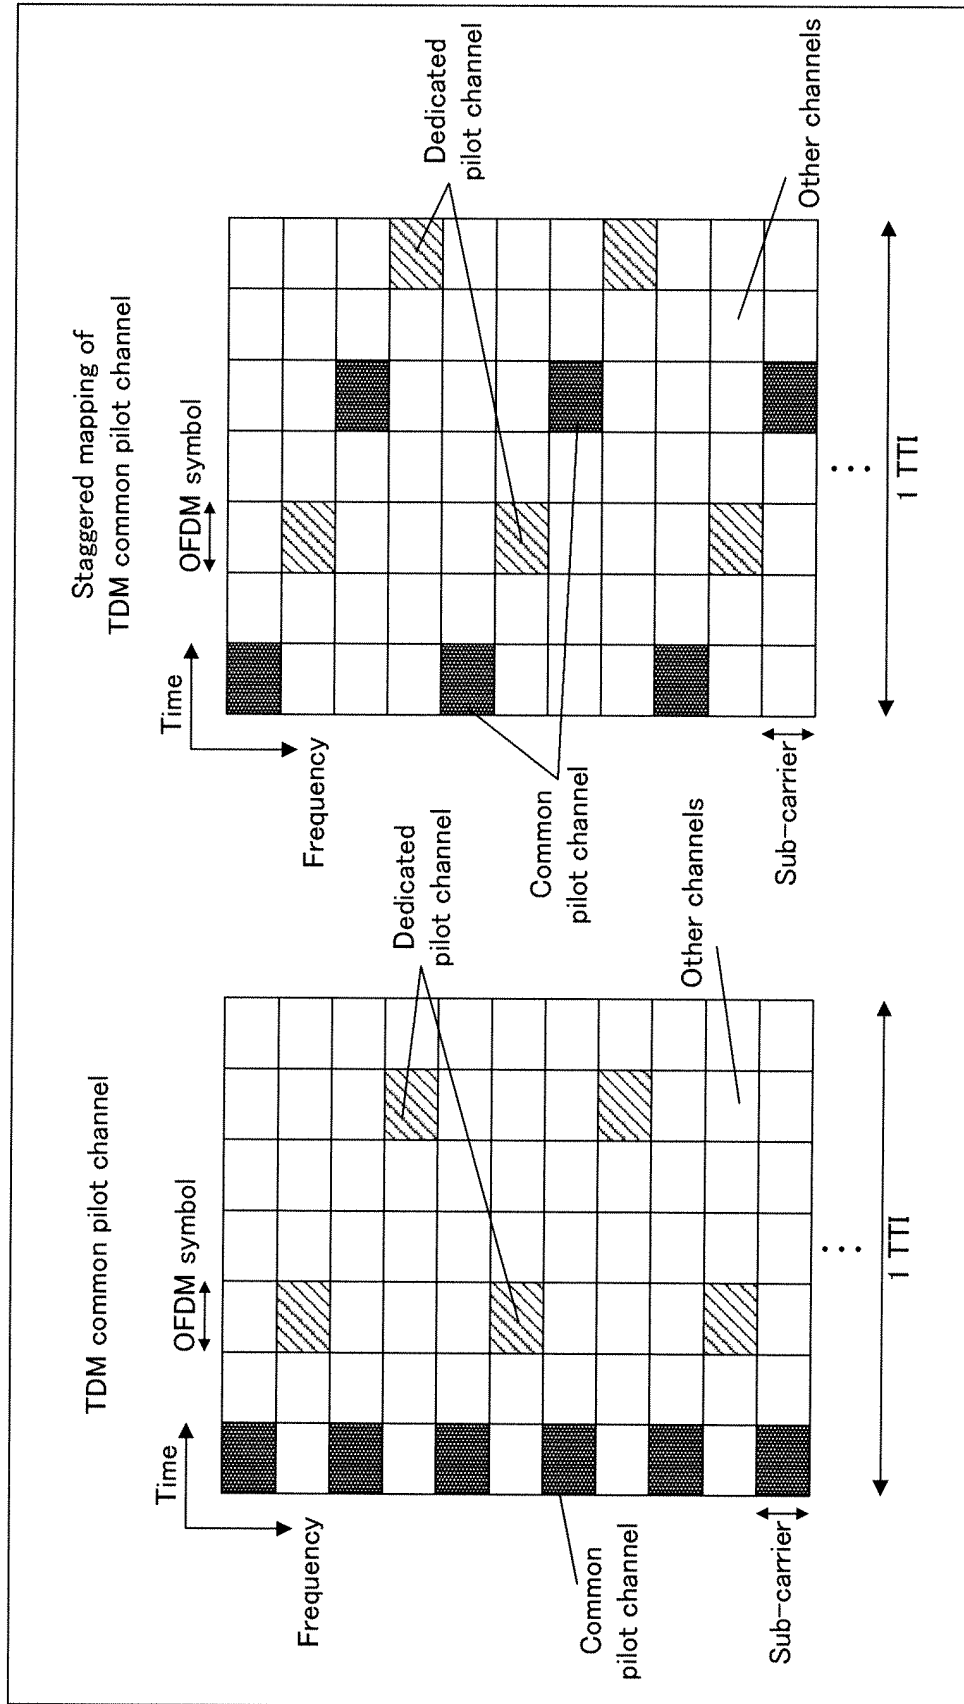 TDM common pilot channel
Time
OFDM symbol
Frequency
Dedicated
pilot channel
Common
pilot channel
Other channels
Sub-carrier
...
1 TTI
Staggered mapping of
TDM common pilot channel
Time
OFDM symbol
Frequency
Dedicated
pilot channel
Common
pilot channel
Other channels
Sub-carrier
...
1 TTI